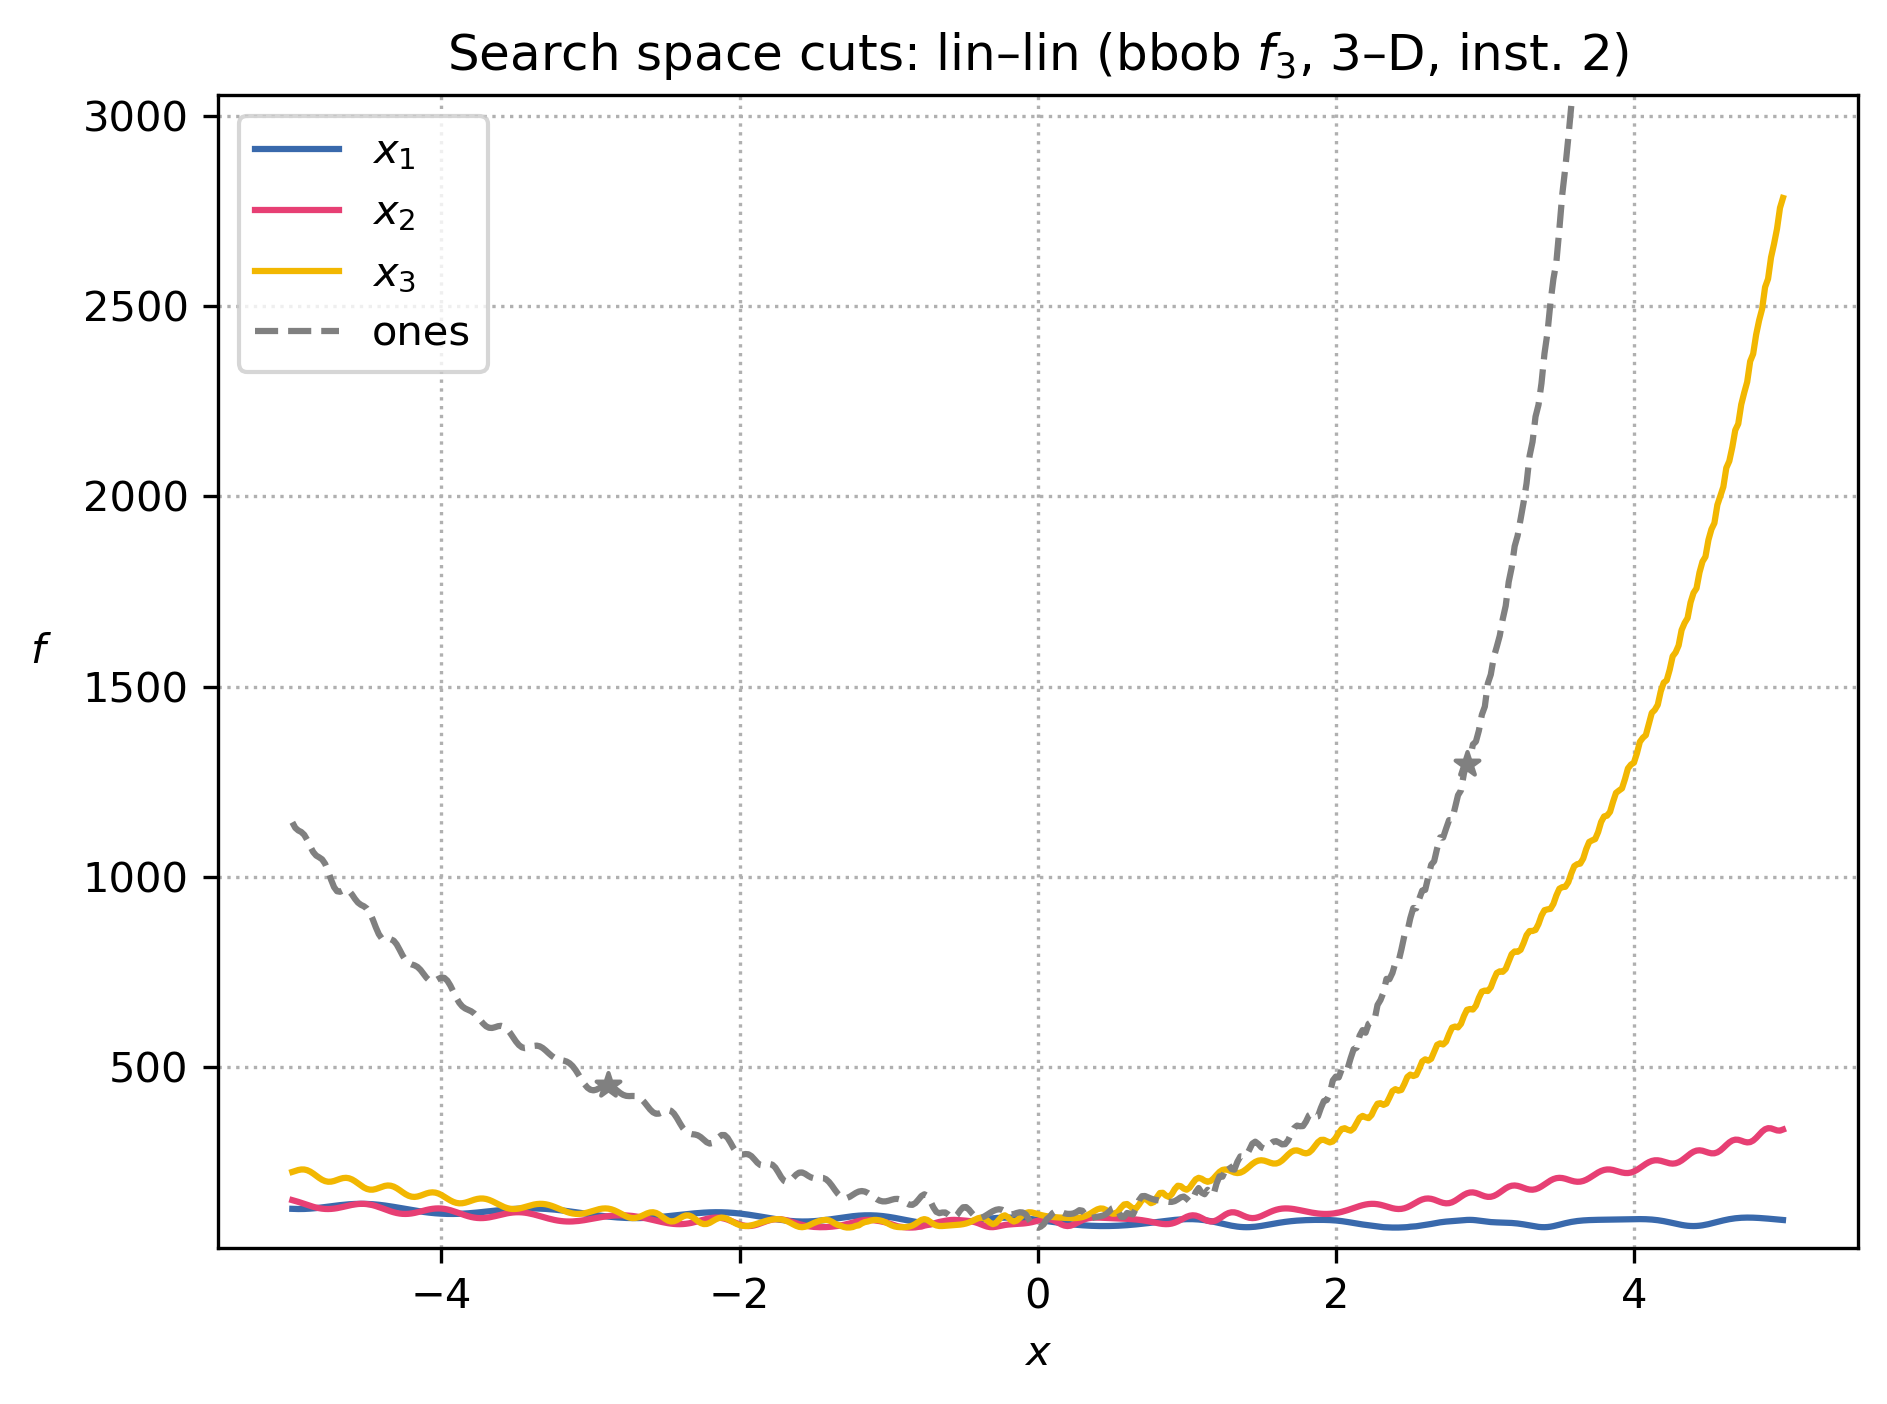 Search space cuts: lin–lin (bbob f₃, 3–D, inst. 2)
3000
2500
2000
1500
1000
500
f
x₁
x₂
x₃
ones
−4
−2
0
2
4
x